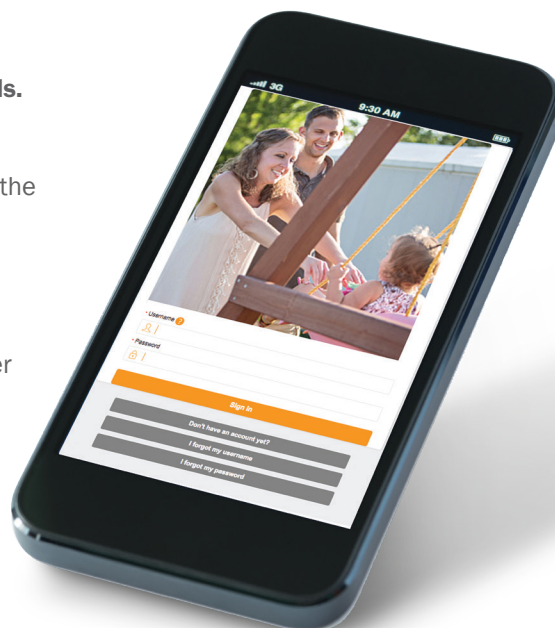 ls.
the
er
3G
9:30 AM
* Username ?
* Password
Sign In
Don't have an account yet?
I forgot my username
I forgot my password